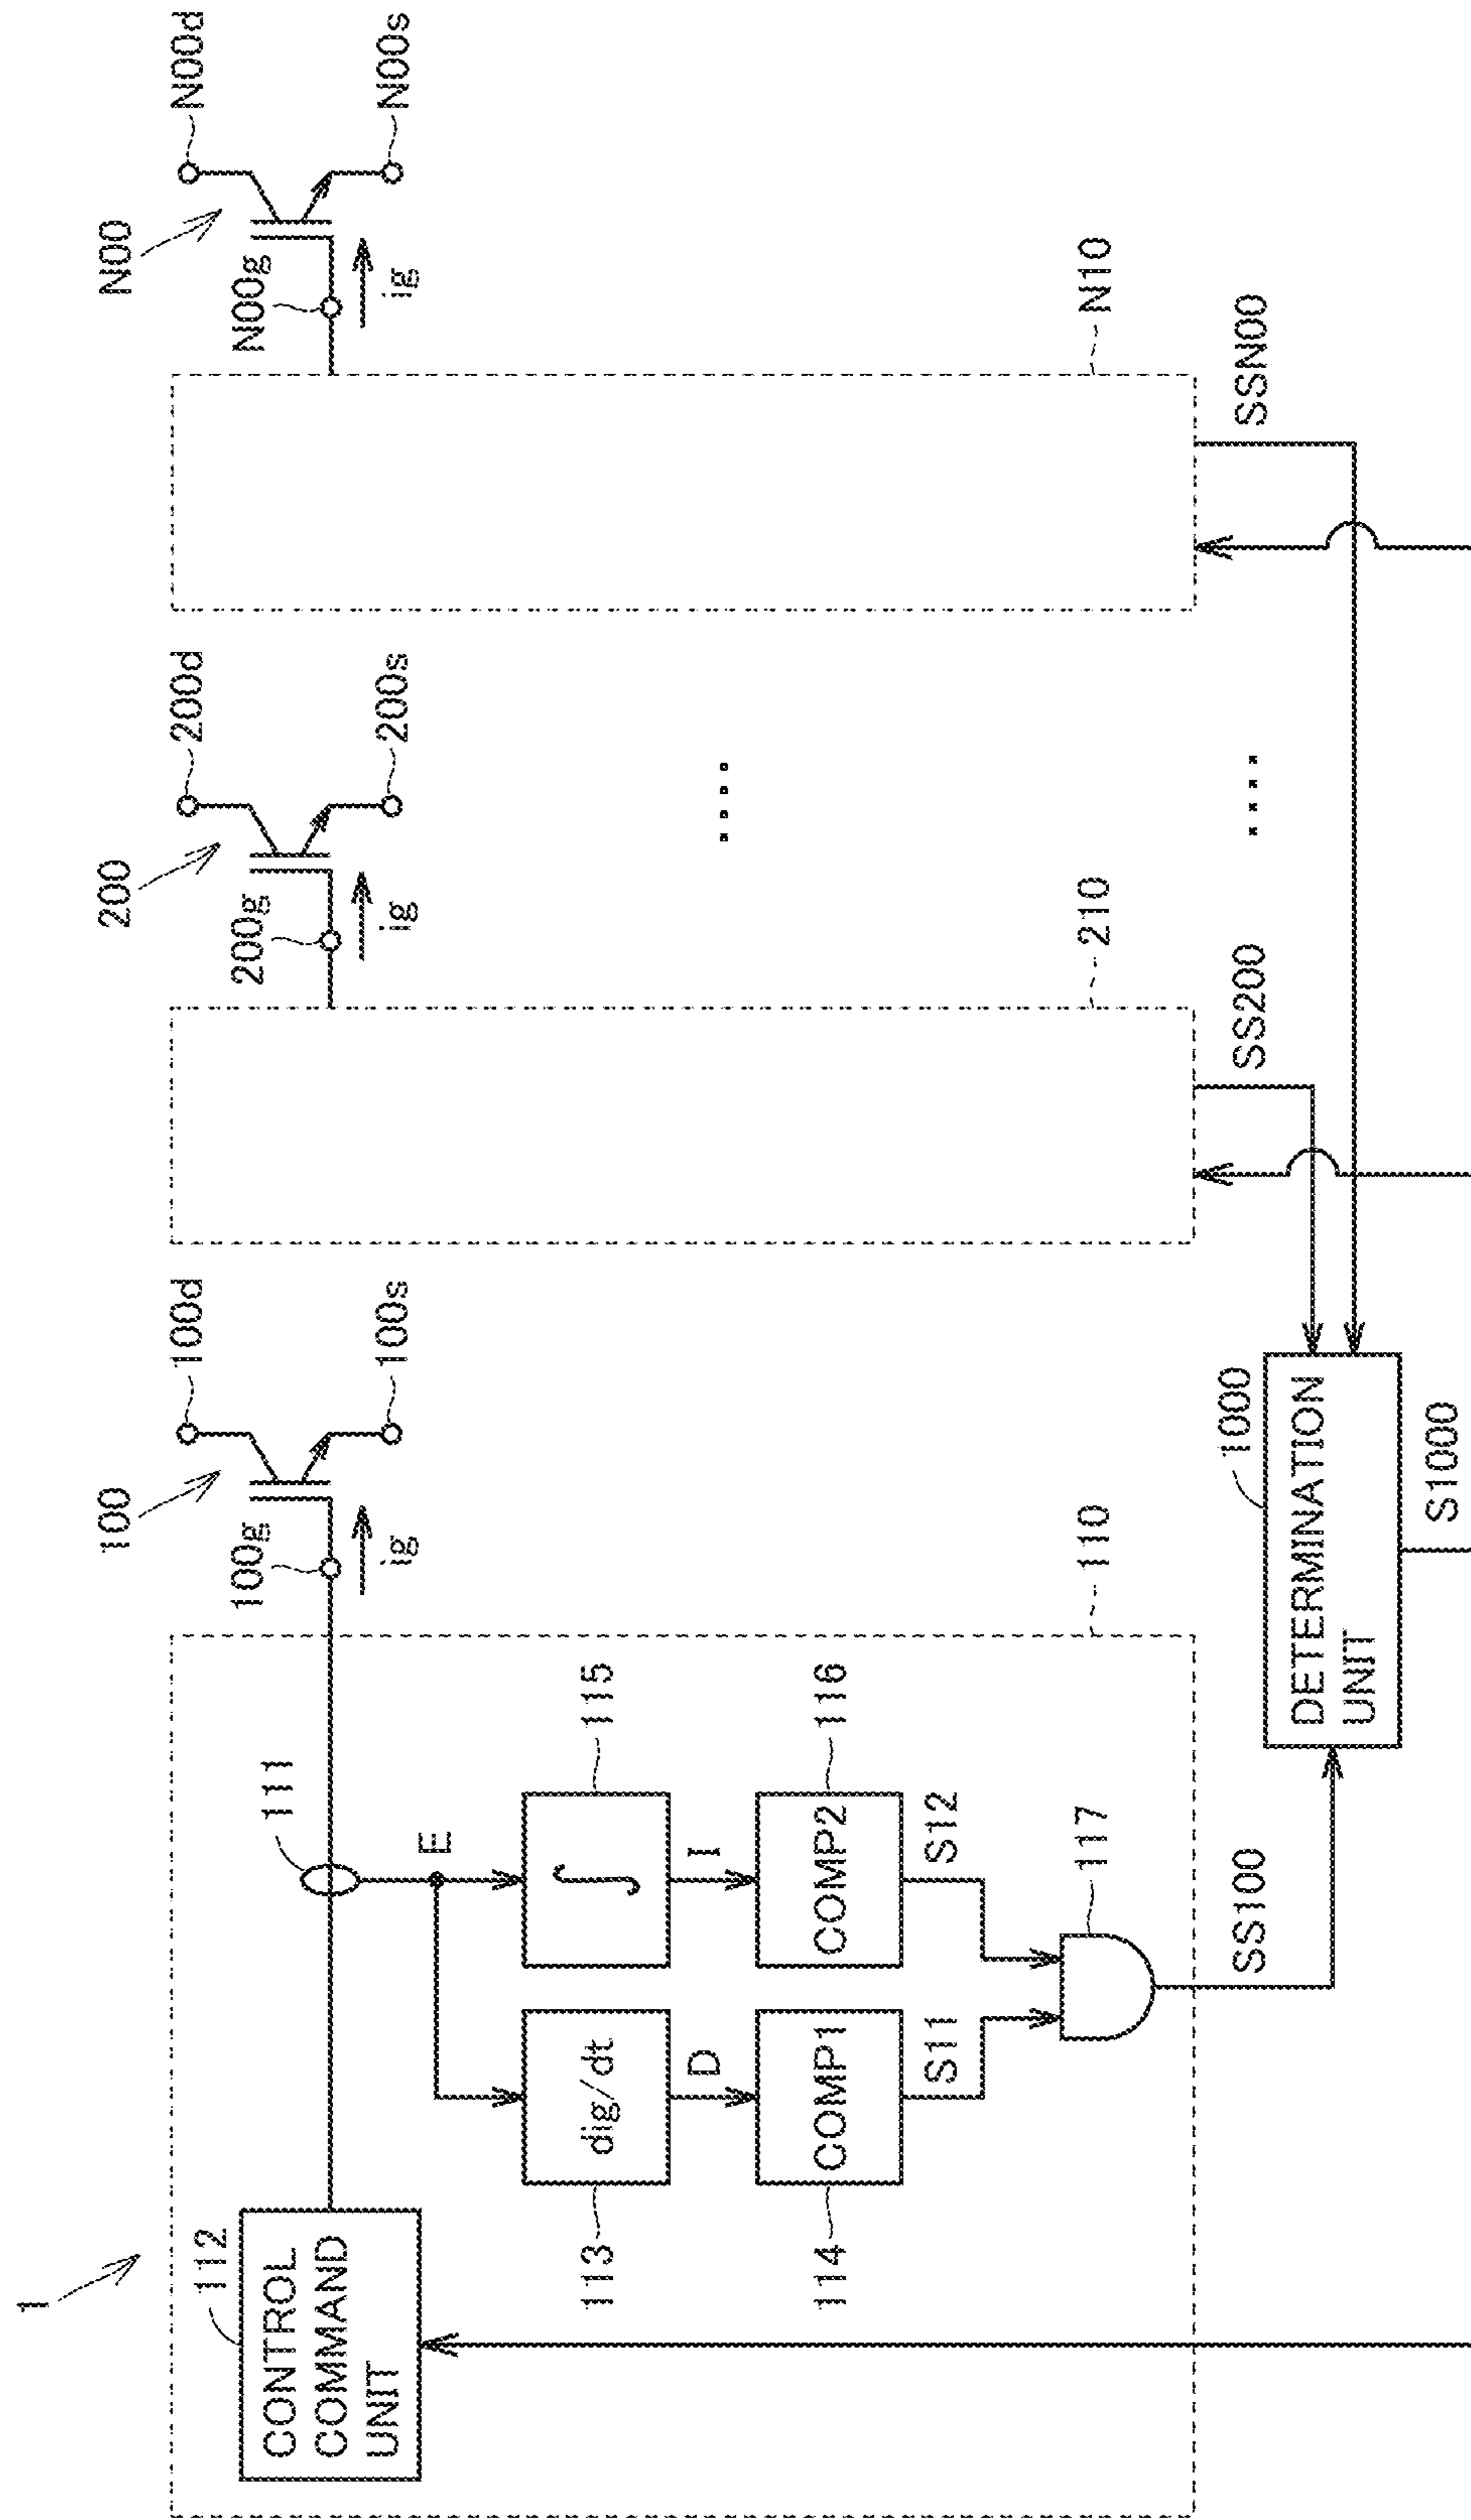 1
100
100d
100g
100s
ig
200
200d
200g
200s
ig
N00
N00d
N00g
N00s
ig
112
CONTROL
COMMAND
UNIT
111
E
113
dig/dt
∫
115
D
I
114
COMP1
COMP2
116
S11
S12
117
110
210
N10
....
SS100
SS200
....
SSN00
1000
DETERMINATION
UNIT
S1000